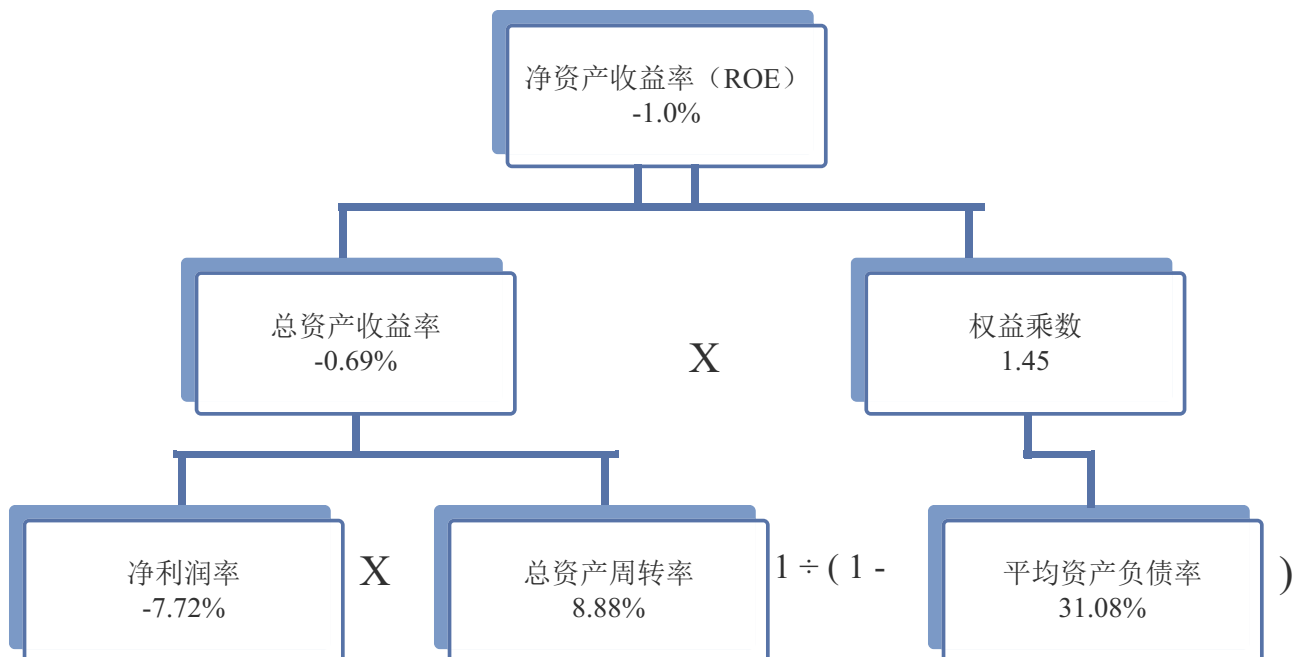 净资产收益率（ROE）
-1.0%
总资产收益率
-0.69%
X
权益乘数
1.45
净利润率
-7.72%
X
总资产周转率
8.88%
1 ÷ ( 1 -
平均资产负债率
31.08%
)